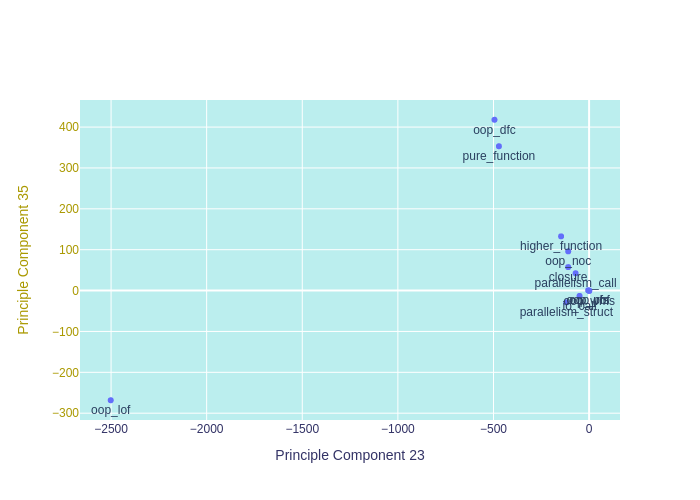 400
oop_dfc
pure_function
300
200
100
higher_function
oop_noc
closure
parallelism_call
0
parallelism_struct
−100
−200
−300
oop_lof
−2500
−2000
−1500
−1000
−500
0
Principle Component 23
Principle Component 35